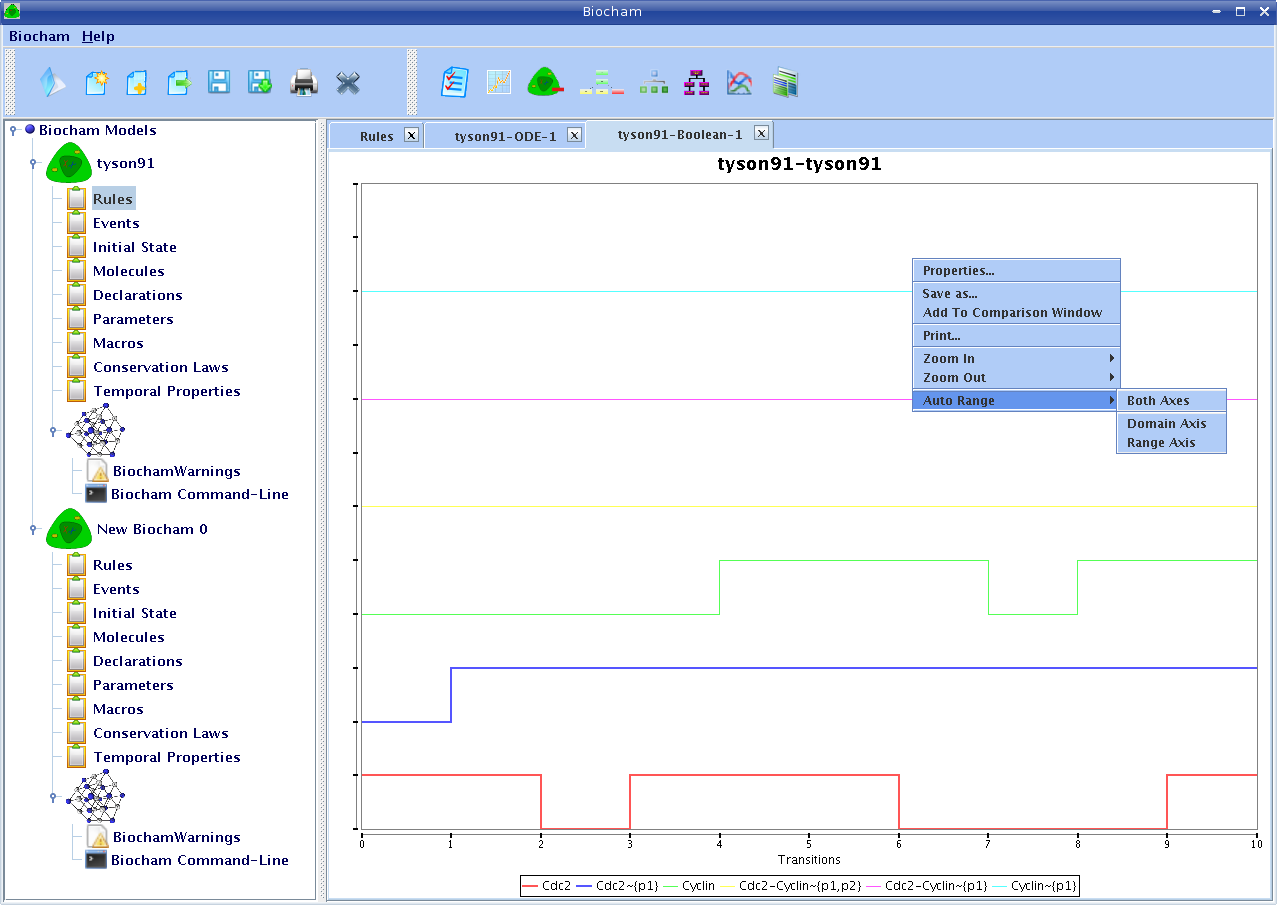 Biocham
Biocham Help
Biocham Models
tyson91
Rules
Events
Initial State
Molecules
Declarations
Parameters
Macros
Conservation Laws
Temporal Properties
BiochamWarnings
Biocham Command-Line
New Biocham 0
Rules
Events
Initial State
Molecules
Declarations
Parameters
Macros
Conservation Laws
Temporal Properties
BiochamWarnings
Biocham Command-Line
Rules tyson91-ODE-1 tyson91-Boolean-1
tyson91-tyson91
Properties...
Save as...
Add To Comparison Window
Print...
Zoom In
Zoom Out
Auto Range
Both Axes
Domain Axis
Range Axis
0 1 2 3 4 5 6 7 8 9 10
Transitions
Cdc2 Cdc2~{p1} Cyclin Cdc2-Cyclin~{p1,p2} Cdc2-Cyclin~{p1} Cyclin~{p1}